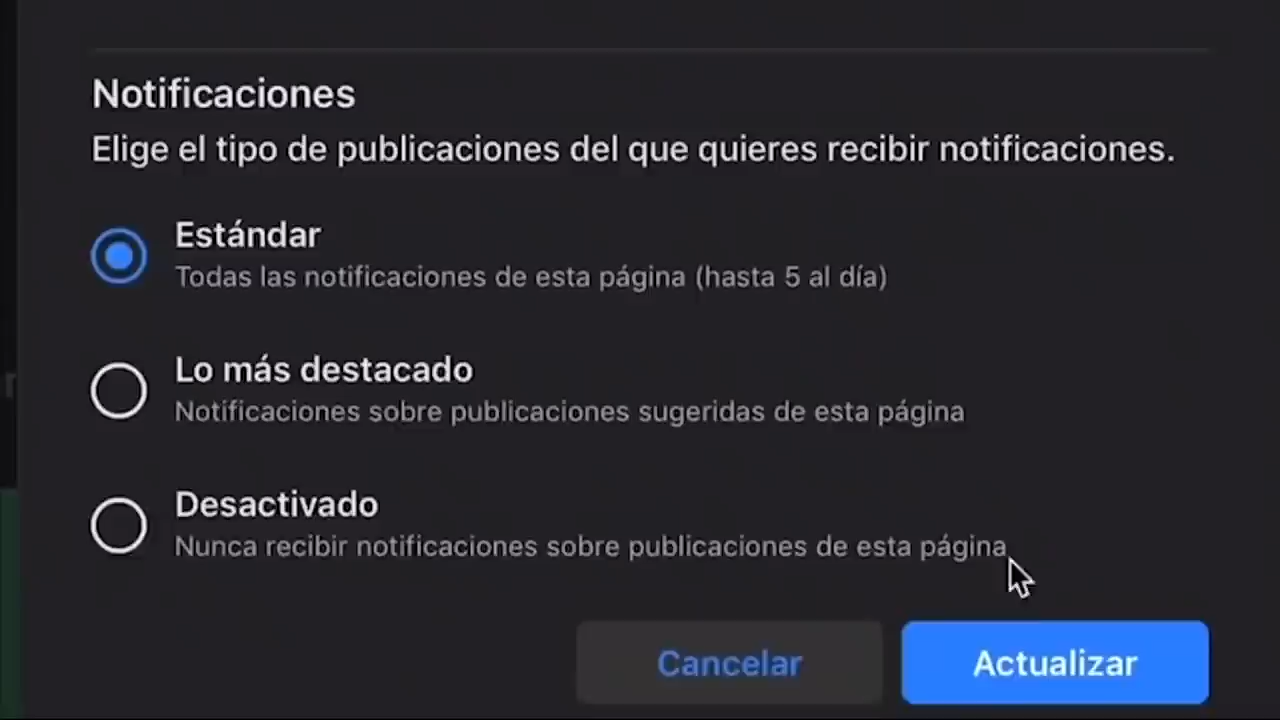 Notificaciones
Elige el tipo de publicaciones del que quieres recibir notificaciones.
Estándar
Todas las notificaciones de esta página (hasta 5 al día)
Lo más destacado
Notificaciones sobre publicaciones sugeridas de esta página
Desactivado
Nunca recibir notificaciones sobre publicaciones de esta página
Cancelar
Actualizar